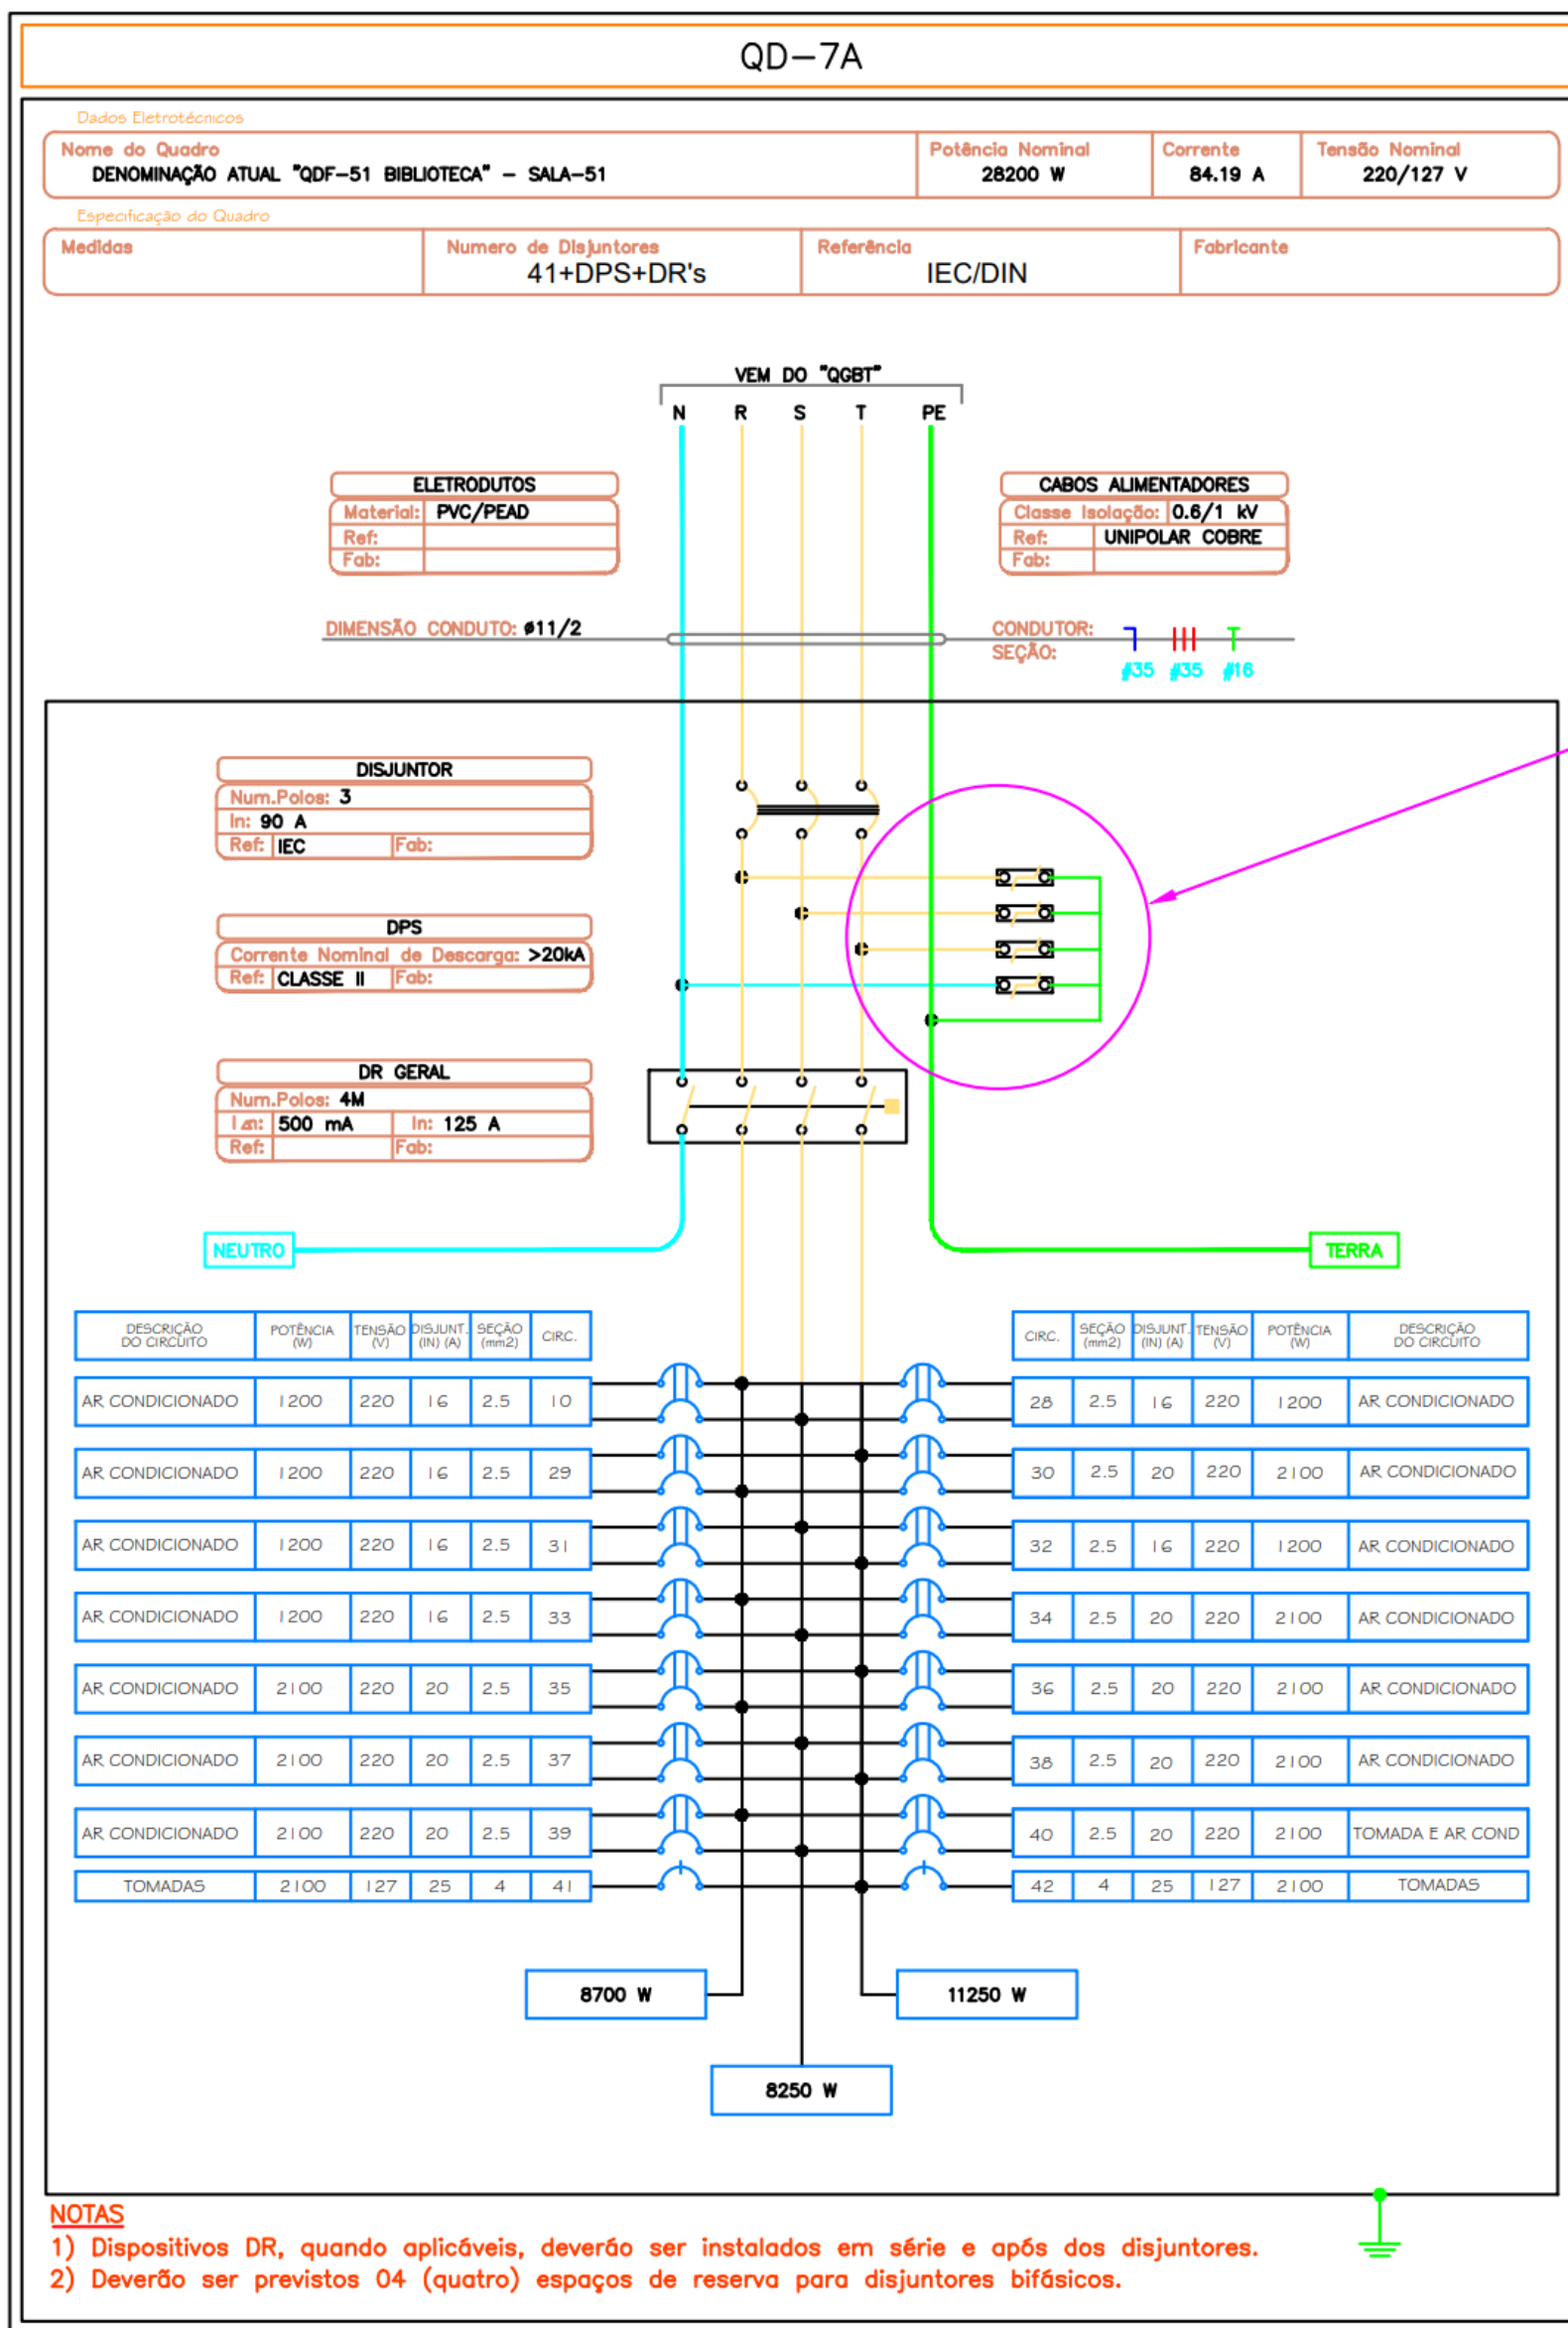 QD-7A
Dados Eletrotécnicos
Nome do Quadro
DENOMINAÇÃO ATUAL "QDF-51 BIBLIOTECA" - SALA-51
Potência Nominal
28200 W
Corrente
84.19 A
Tensão Nominal
220/127 V
Especificação do Quadro
Medidas
Numero de Disjuntores
41+DPS+DR's
Referência
IEC/DIN
Fabricante
VEM DO "QGBT"
N R S T PE
ELETRODUTOS
Material: PVC/PEAD
Ref:
Fab:
CABOS ALIMENTADORES
Classe Isolação: 0.6/1 kV
Ref: UNIPOLAR COBRE
Fab:
DIMENSÃO CONDUTO: ø11/2
CONDUTOR:
SEÇÃO:
#35 #35 #16
DISJUNTOR
Num.Polos: 3
In: 90 A
Ref: IEC Fab:
DPS
Corrente Nominal de Descarga: >20kA
Ref: CLASSE II Fab:
DR GERAL
Num.Polos: 4M
I∆n: 500 mA In: 125 A
Ref: Fab:
NEUTRO
TERRA
DESCRIÇÃO DO CIRCUITO POTÊNCIA (W) TENSÃO (V) DISJUNT. (IN) (A) SEÇÃO (mm2) CIRC.
AR CONDICIONADO 1200 220 16 2.5 10
AR CONDICIONADO 1200 220 16 2.5 29
AR CONDICIONADO 1200 220 16 2.5 31
AR CONDICIONADO 1200 220 16 2.5 33
AR CONDICIONADO 2100 220 20 2.5 35
AR CONDICIONADO 2100 220 20 2.5 37
AR CONDICIONADO 2100 220 20 2.5 39
TOMADAS 2100 127 25 4 41
CIRC. SEÇÃO (mm2) DISJUNT. (IN) (A) TENSÃO (V) POTÊNCIA (W) DESCRIÇÃO DO CIRCUITO
28 2.5 16 220 1200 AR CONDICIONADO
30 2.5 20 220 2100 AR CONDICIONADO
32 2.5 16 220 1200 AR CONDICIONADO
34 2.5 20 220 2100 AR CONDICIONADO
36 2.5 20 220 2100 AR CONDICIONADO
38 2.5 20 220 2100 AR CONDICIONADO
40 2.5 20 220 2100 TOMADA E AR COND
42 4 25 127 2100 TOMADAS
8700 W
11250 W
8250 W
NOTAS
1) Dispositivos DR, quando aplicáveis, deverão ser instalados em série e após dos disjuntores.
2) Deverão ser previstos 04 (quatro) espaços de reserva para disjuntores bifásicos.